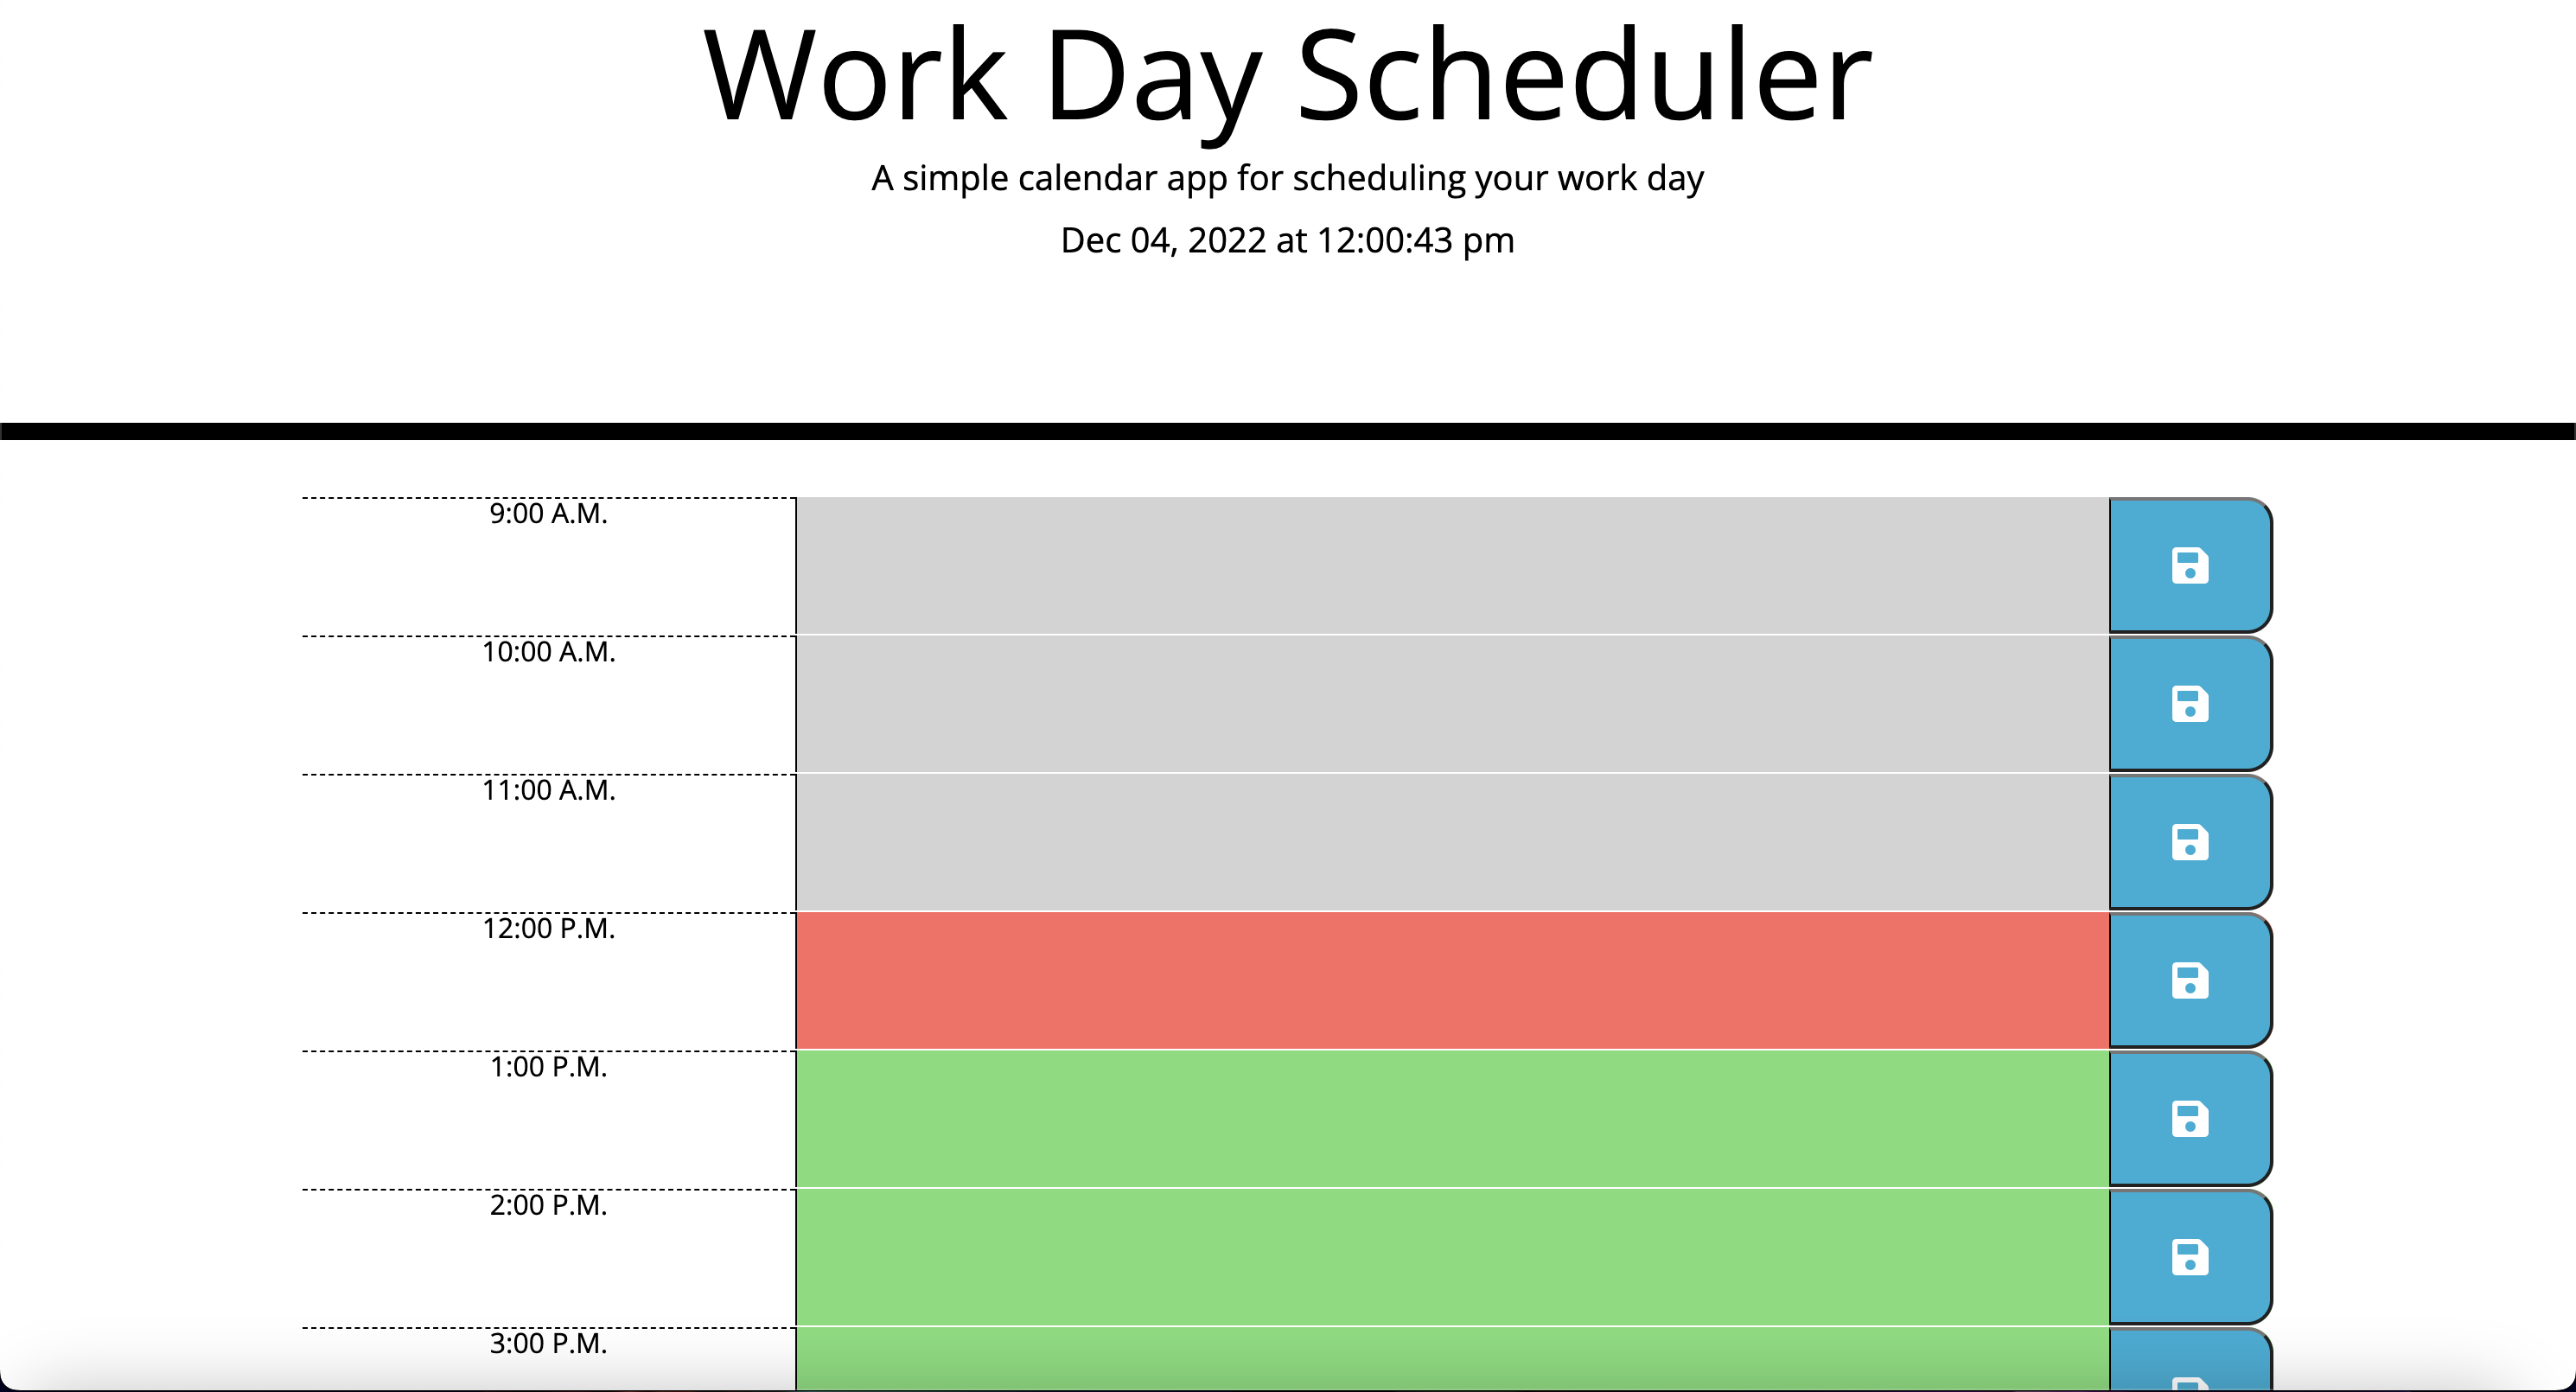 Work Day Scheduler
A simple calendar app for scheduling your work day
Dec 04, 2022 at 12:00:43 pm
9:00 A.M.
10:00 A.M.
11:00 A.M.
12:00 P.M.
1:00 P.M.
2:00 P.M.
3:00 P.M.